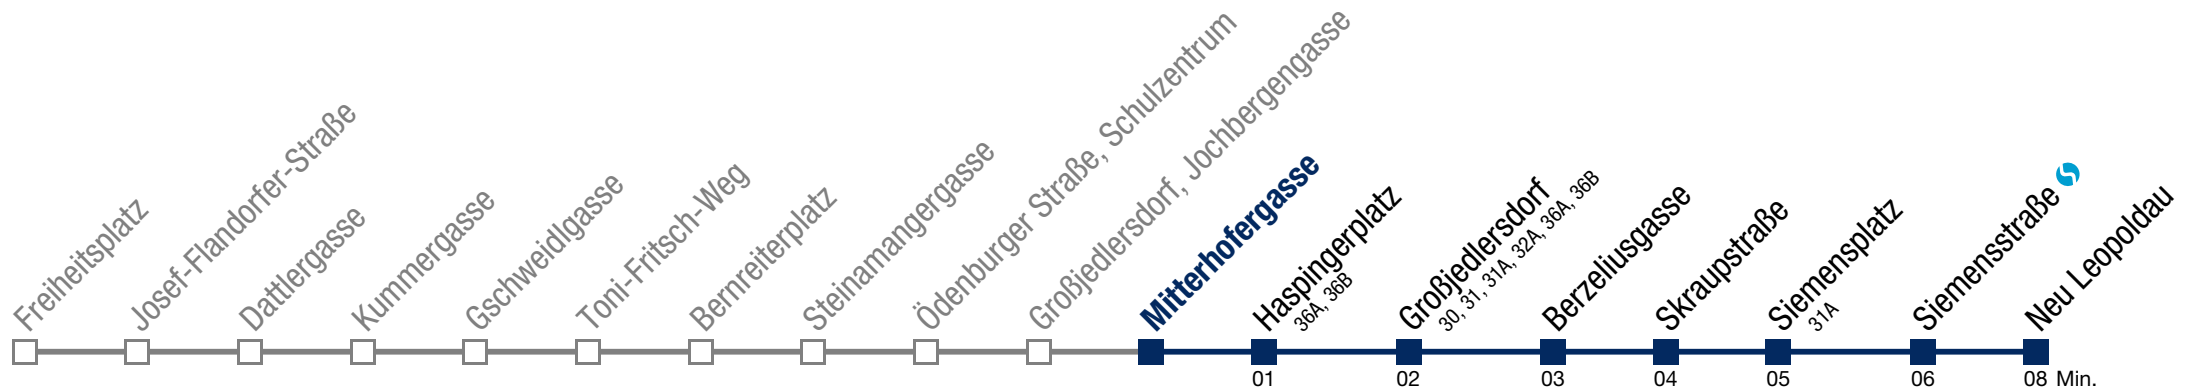 Freiheitsplatz
Josef-Flandorfer-Straße
Dattlergasse
Kummergasse
Gschweidlgasse
Toni-Fritsch-Weg
Bernreiterplatz
Steinamangergasse
Ödenburger Straße, Schulzentrum
Großjedlersdorf, Jochbergengasse
Mitterhofergasse
Haspingerplatz
36A, 36B
Großjedlersdorf
30, 31, 31A, 32A, 36A, 36B
Berzeliusgasse
Skraupstraße
Siemensplatz
31A
Siemensstraße
Neu Leopoldau
01 02 03 04 05 06 08 Min.